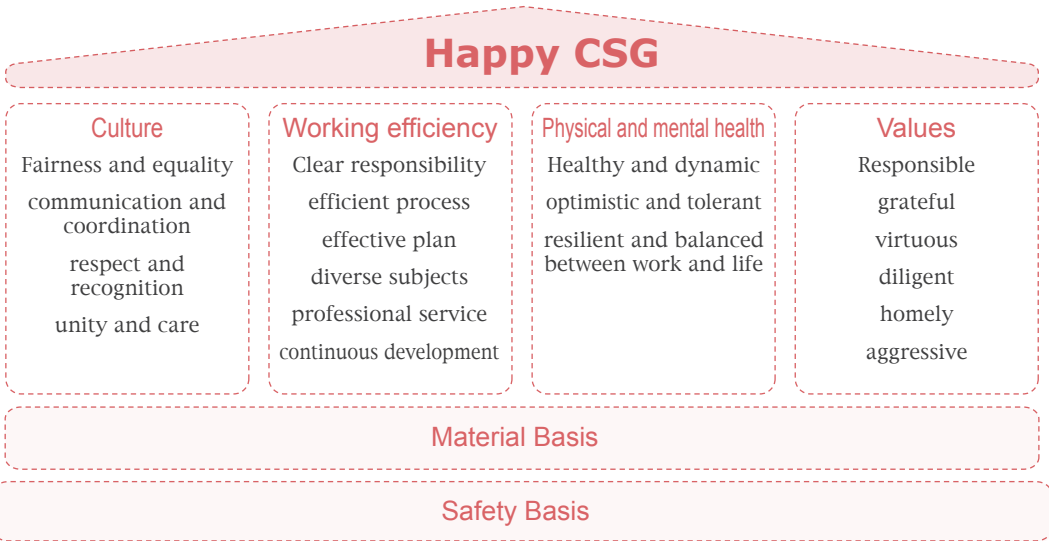 Happy CSG
Culture
Fairness and equality
communication and
coordination
respect and
recognition
unity and care
Working efficiency
Clear responsibility
efficient process
effective plan
diverse subjects
professional service
continuous development
Physical and mental health
Healthy and dynamic
optimistic and tolerant
resilient and balanced
between work and life
Values
Responsible
grateful
virtuous
diligent
homely
aggressive
Material Basis
Safety Basis